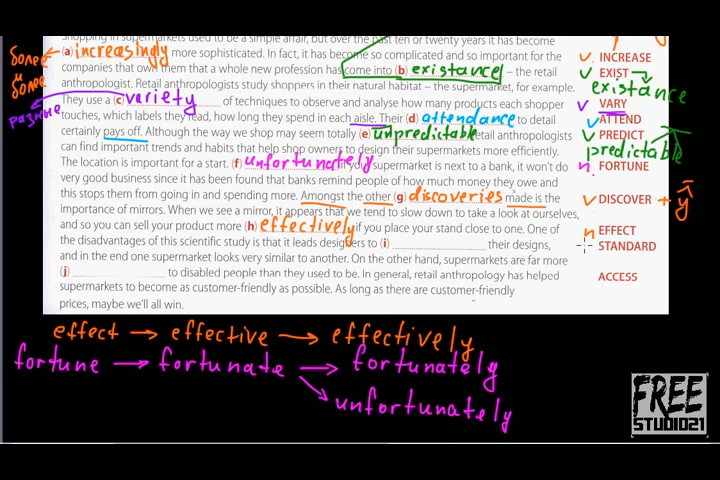 Shopping in supermarkets used to be a simple affair, but over the past ten or twenty years it has become
(a) increasingly more sophisticated. In fact, it has become so complicated and so important for the
companies that own them that a whole new profession has come into (b) existance – the retail
anthropologist. Retail anthropologists study shoppers in their natural habitat – the supermarket, for example.
They use a (c) variety of techniques to observe and analyse how many products each shopper
touches, which labels they read, how long they spend in each aisle. Their (d) attendance to detail
certainly pays off. Although the way we shop may seem totally (e) unpredictable retail anthropologists
can find important trends and habits that help shop owners to design their supermarkets more efficiently.
The location is important for a start. (f) unfortunately if your supermarket is next to a bank, it won't do
very good business since it has been found that banks remind people of how much money they owe and
this stops them from going in and spending more. Amongst the other (g) discoveries made is the
importance of mirrors. When we see a mirror, it appears that we tend to slow down to take a look at ourselves,
and so you can sell your product more (h) effectively if you place your stand close to one. One of
the disadvantages of this scientific study is that it leads designers to (i) their designs,
and in the end one supermarket looks very similar to another. On the other hand, supermarkets are far more
(j) to disabled people than they used to be. In general, retail anthropology has helped
supermarkets to become as customer-friendly as possible. As long as there are customer-friendly
prices, maybe we'll all win.
более
и
более
разные
v INCREASE
v EXIST
existance
v VARY
v ATTEND
v PREDICT
predictable
n. FORTUNE
v DISCOVER + y
n EFFECT
STANDARD
ACCESS
effect → effective → effectively
fortune → fortunate → fortunately
unfortunately
FREE
STUDIO21